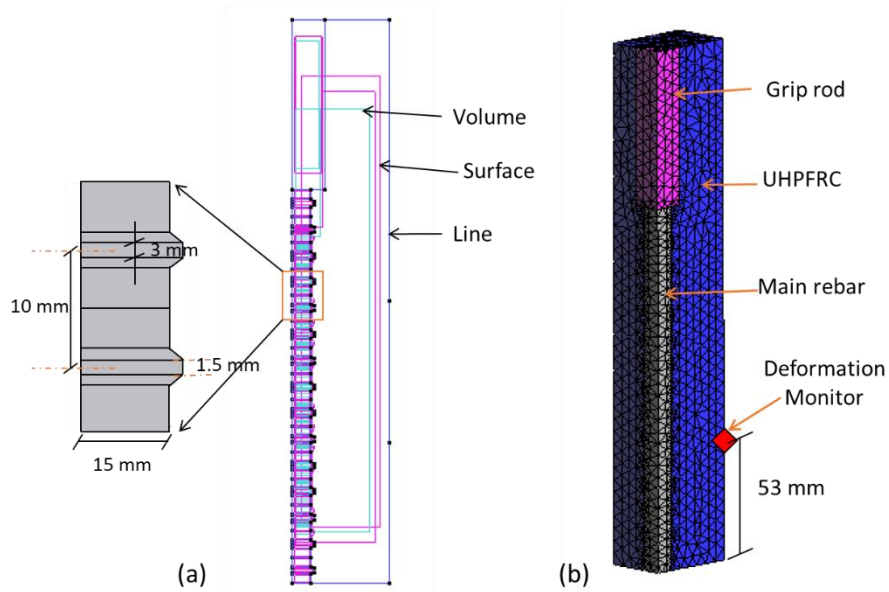 Volume
Surface
Line
3 mm
10 mm
1.5 mm
15 mm
(a)
Grip rod
UHPFRC
Main rebar
Deformation
Monitor
53 mm
(b)